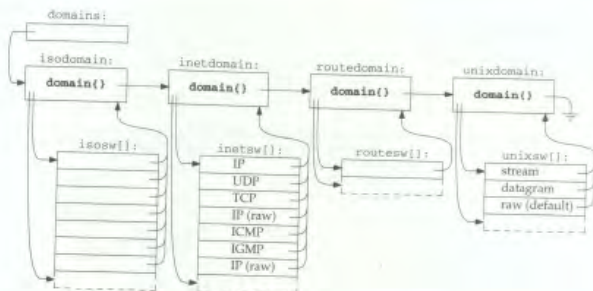 domains:
isodomain:
domain{}
inetdomain:
domain{}
routedomain:
domain{}
unixdomain:
domain{}
isosw[]:
inetsw[]:
IP
UDP
TCP
IP (raw)
ICMP
IGMP
IP (raw)
routesw[]:
unixsw[]:
stream
datagram
raw (default)